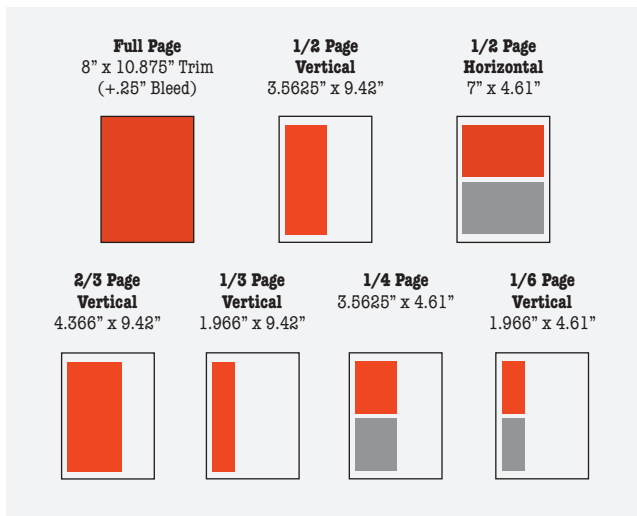 Full Page
8” x 10.875” Trim
(+.25” Bleed)
1/2 Page
Vertical
3.5625” x 9.42”
1/2 Page
Horizontal
7” x 4.61”
2/3 Page
Vertical
4.366” x 9.42”
1/3 Page
Vertical
1.966” x 9.42”
1/4 Page
3.5625” x 4.61”
1/6 Page
Vertical
1.966” x 4.61”